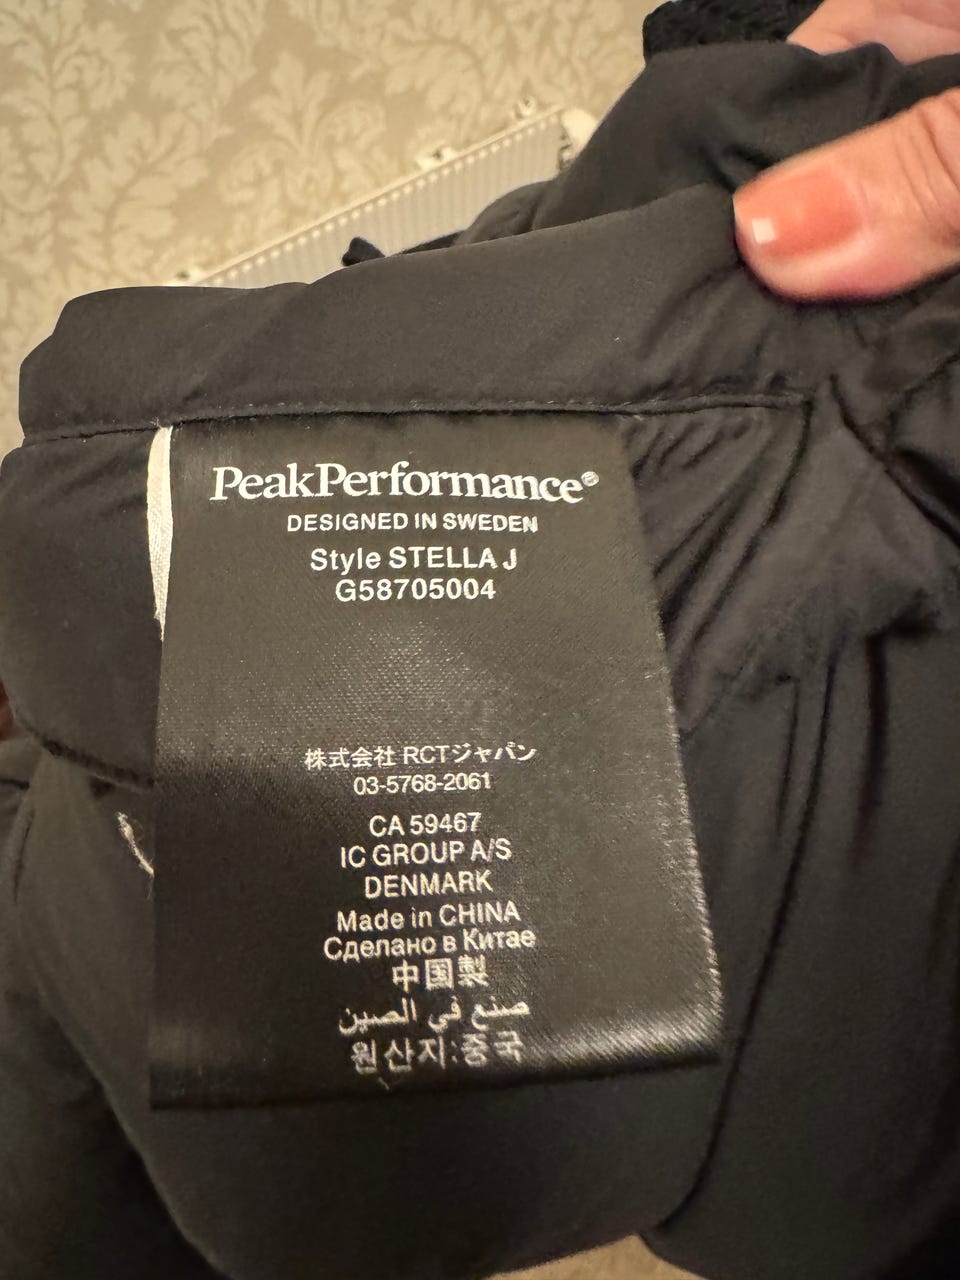 PeakPerformance®
DESIGNED IN SWEDEN
Style STELLA J
G58705004
株式会社 RCTジャパン
03-5768-2061
CA 59467
IC GROUP A/S
DENMARK
Made in CHINA
Сделано в Китае
中国製
صنع في الصين
원산지:중국